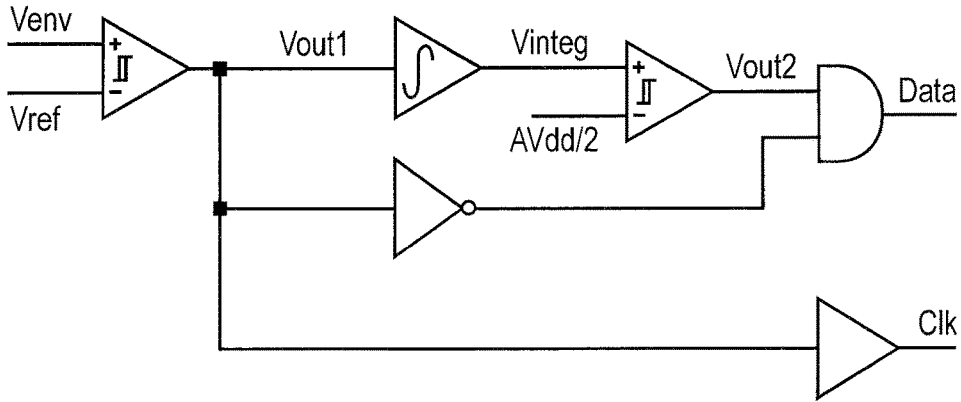 Venv
Vref
Vout1
Vinteg
AVdd/2
Vout2
Data
Clk